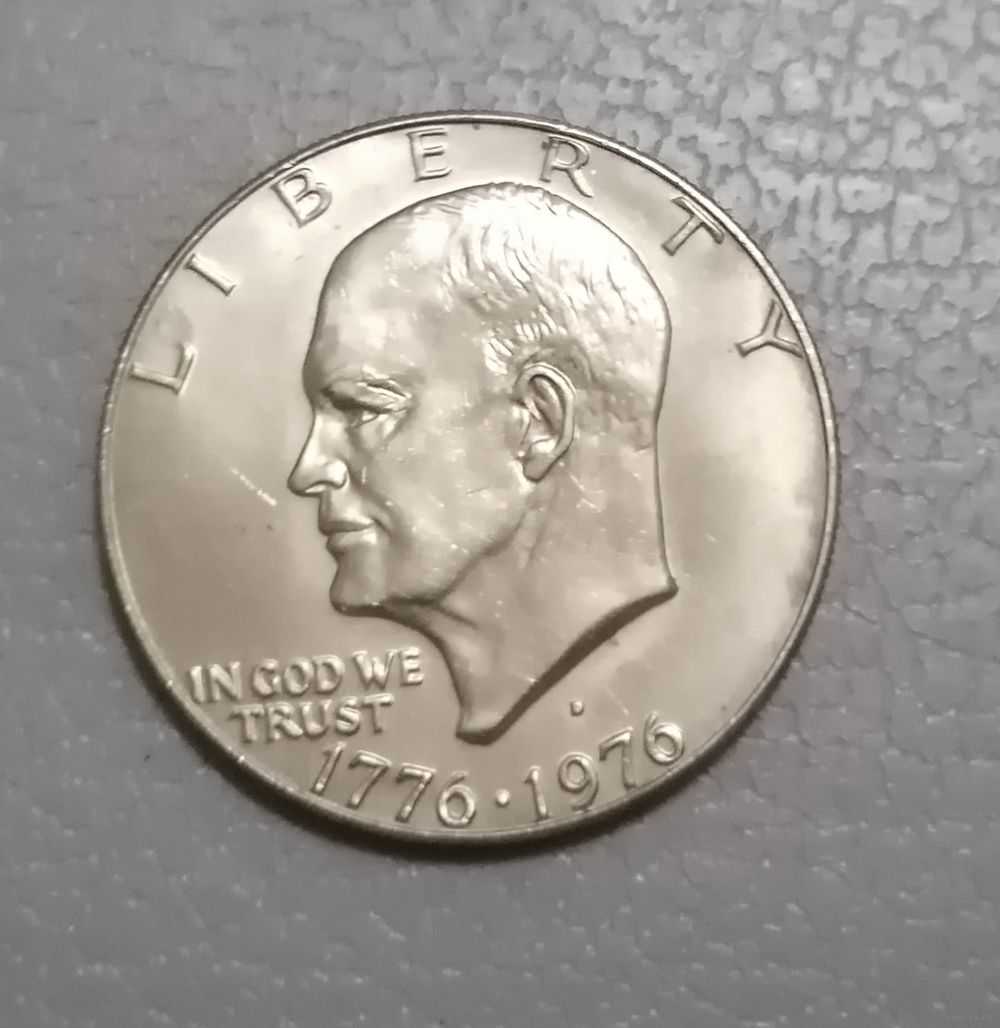 LIBERTY
IN GOD WE
TRUST
1776 · 1976